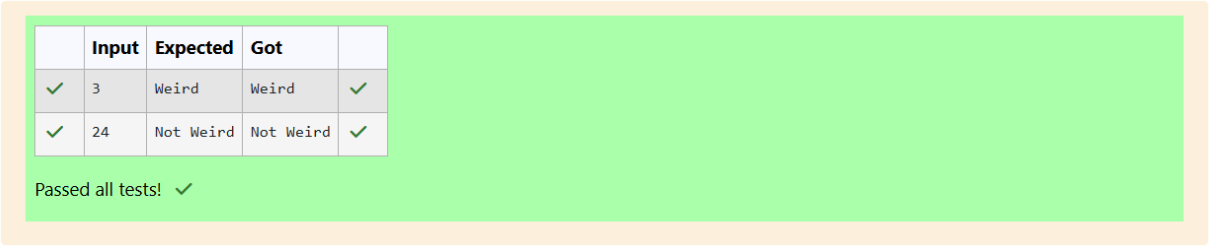 Input Expected Got
3 Weird Weird
24 Not Weird Not Weird
Passed all tests!